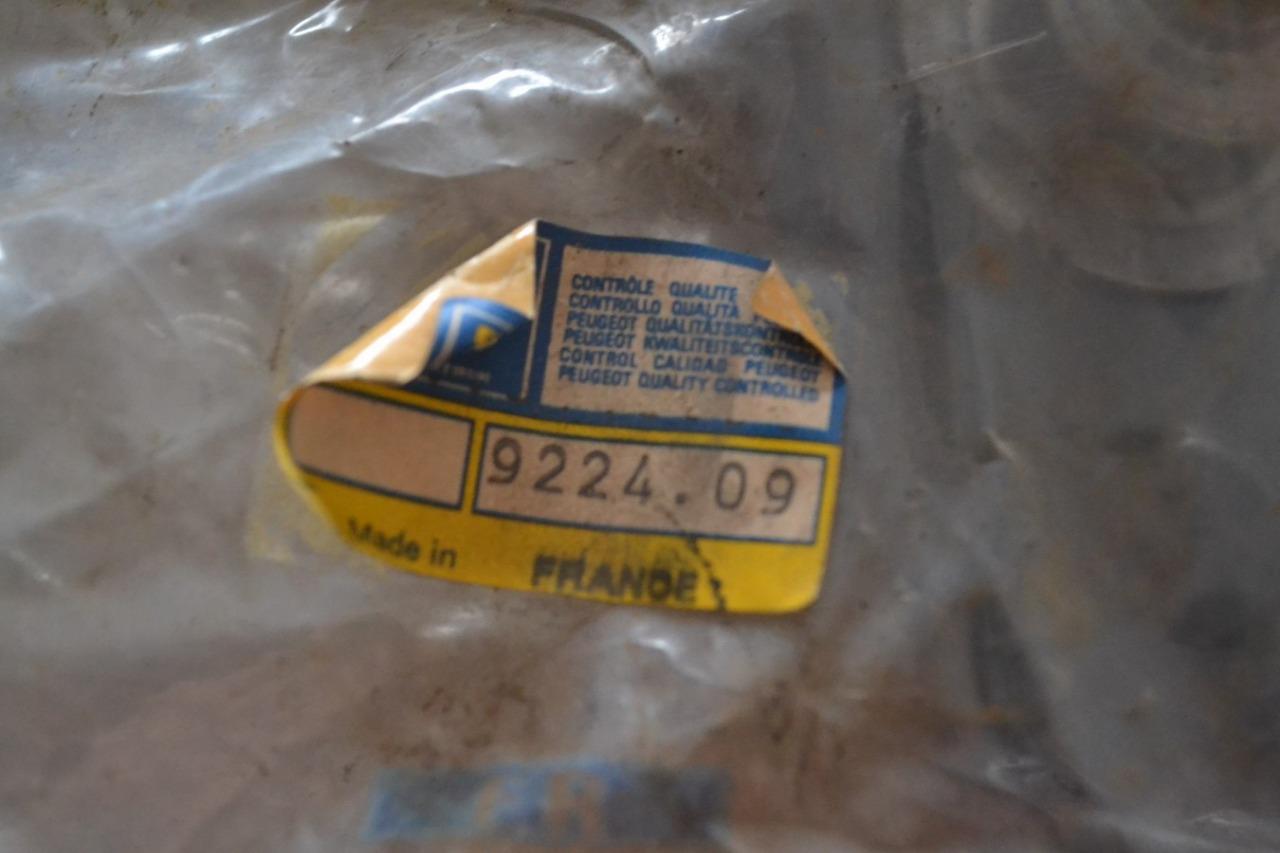 CONTRÔLE QUALITÉ
CONTROLLO QUALITÀ
PEUGEOT QUALITÄTSKONTROLLE
PEUGEOT KWALITEITSCONTROLE
CONTROL CALIDAD PEUGEOT
PEUGEOT QUALITY CONTROLLED
9224.09
Made in FRANCE